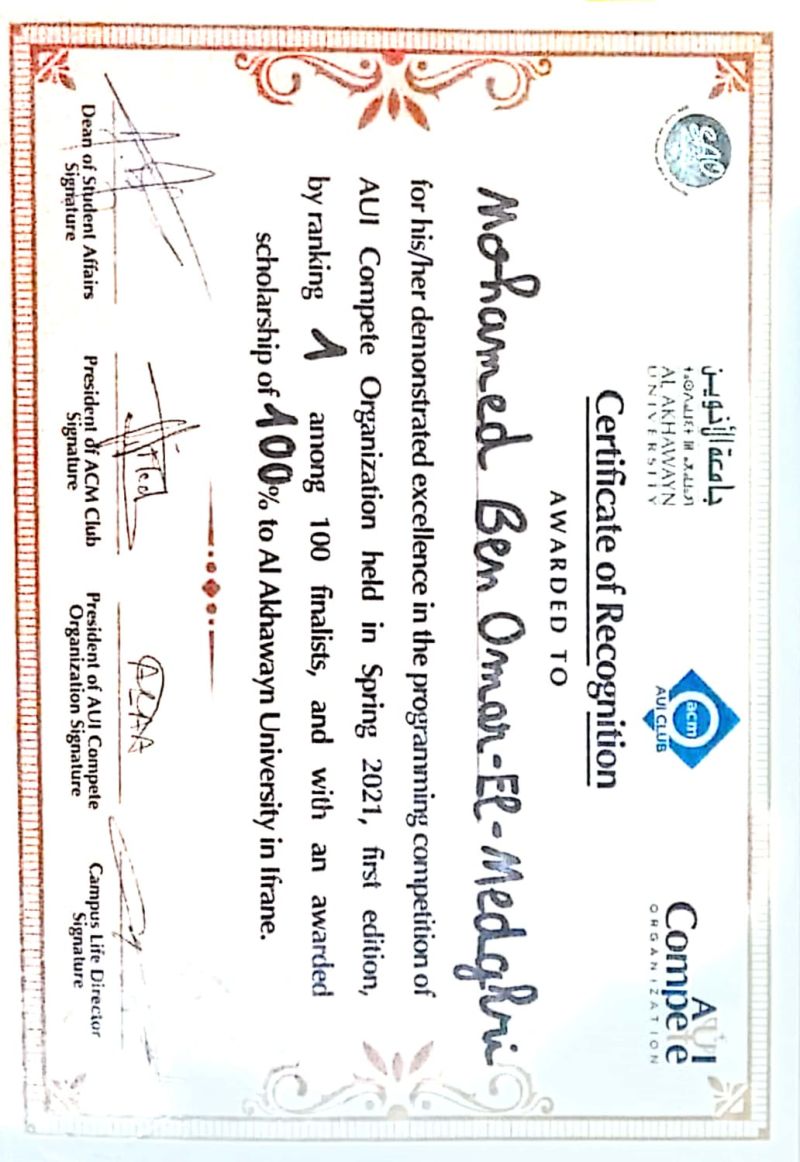 SAO
جامعة الأخوين
AL AKHAWAYN
UNIVERSITY
acm
AUI CLUB
AUI
Compete
ORGANIZATION
Certificate of Recognition
AWARDED TO
Mohamed Ben Omar-El-Medghri
for his/her demonstrated excellence in the programming competition of
AUI Compete Organization held in Spring 2021, first edition,
by ranking 1 among 100 finalists, and with an awarded
scholarship of 100% to Al Akhawayn University in Ifrane.
ALAA
Dean of Student Affairs
Signature
President of ACM Club
Signature
President of AUI Compete
Organization Signature
Campus Life Director
Signature